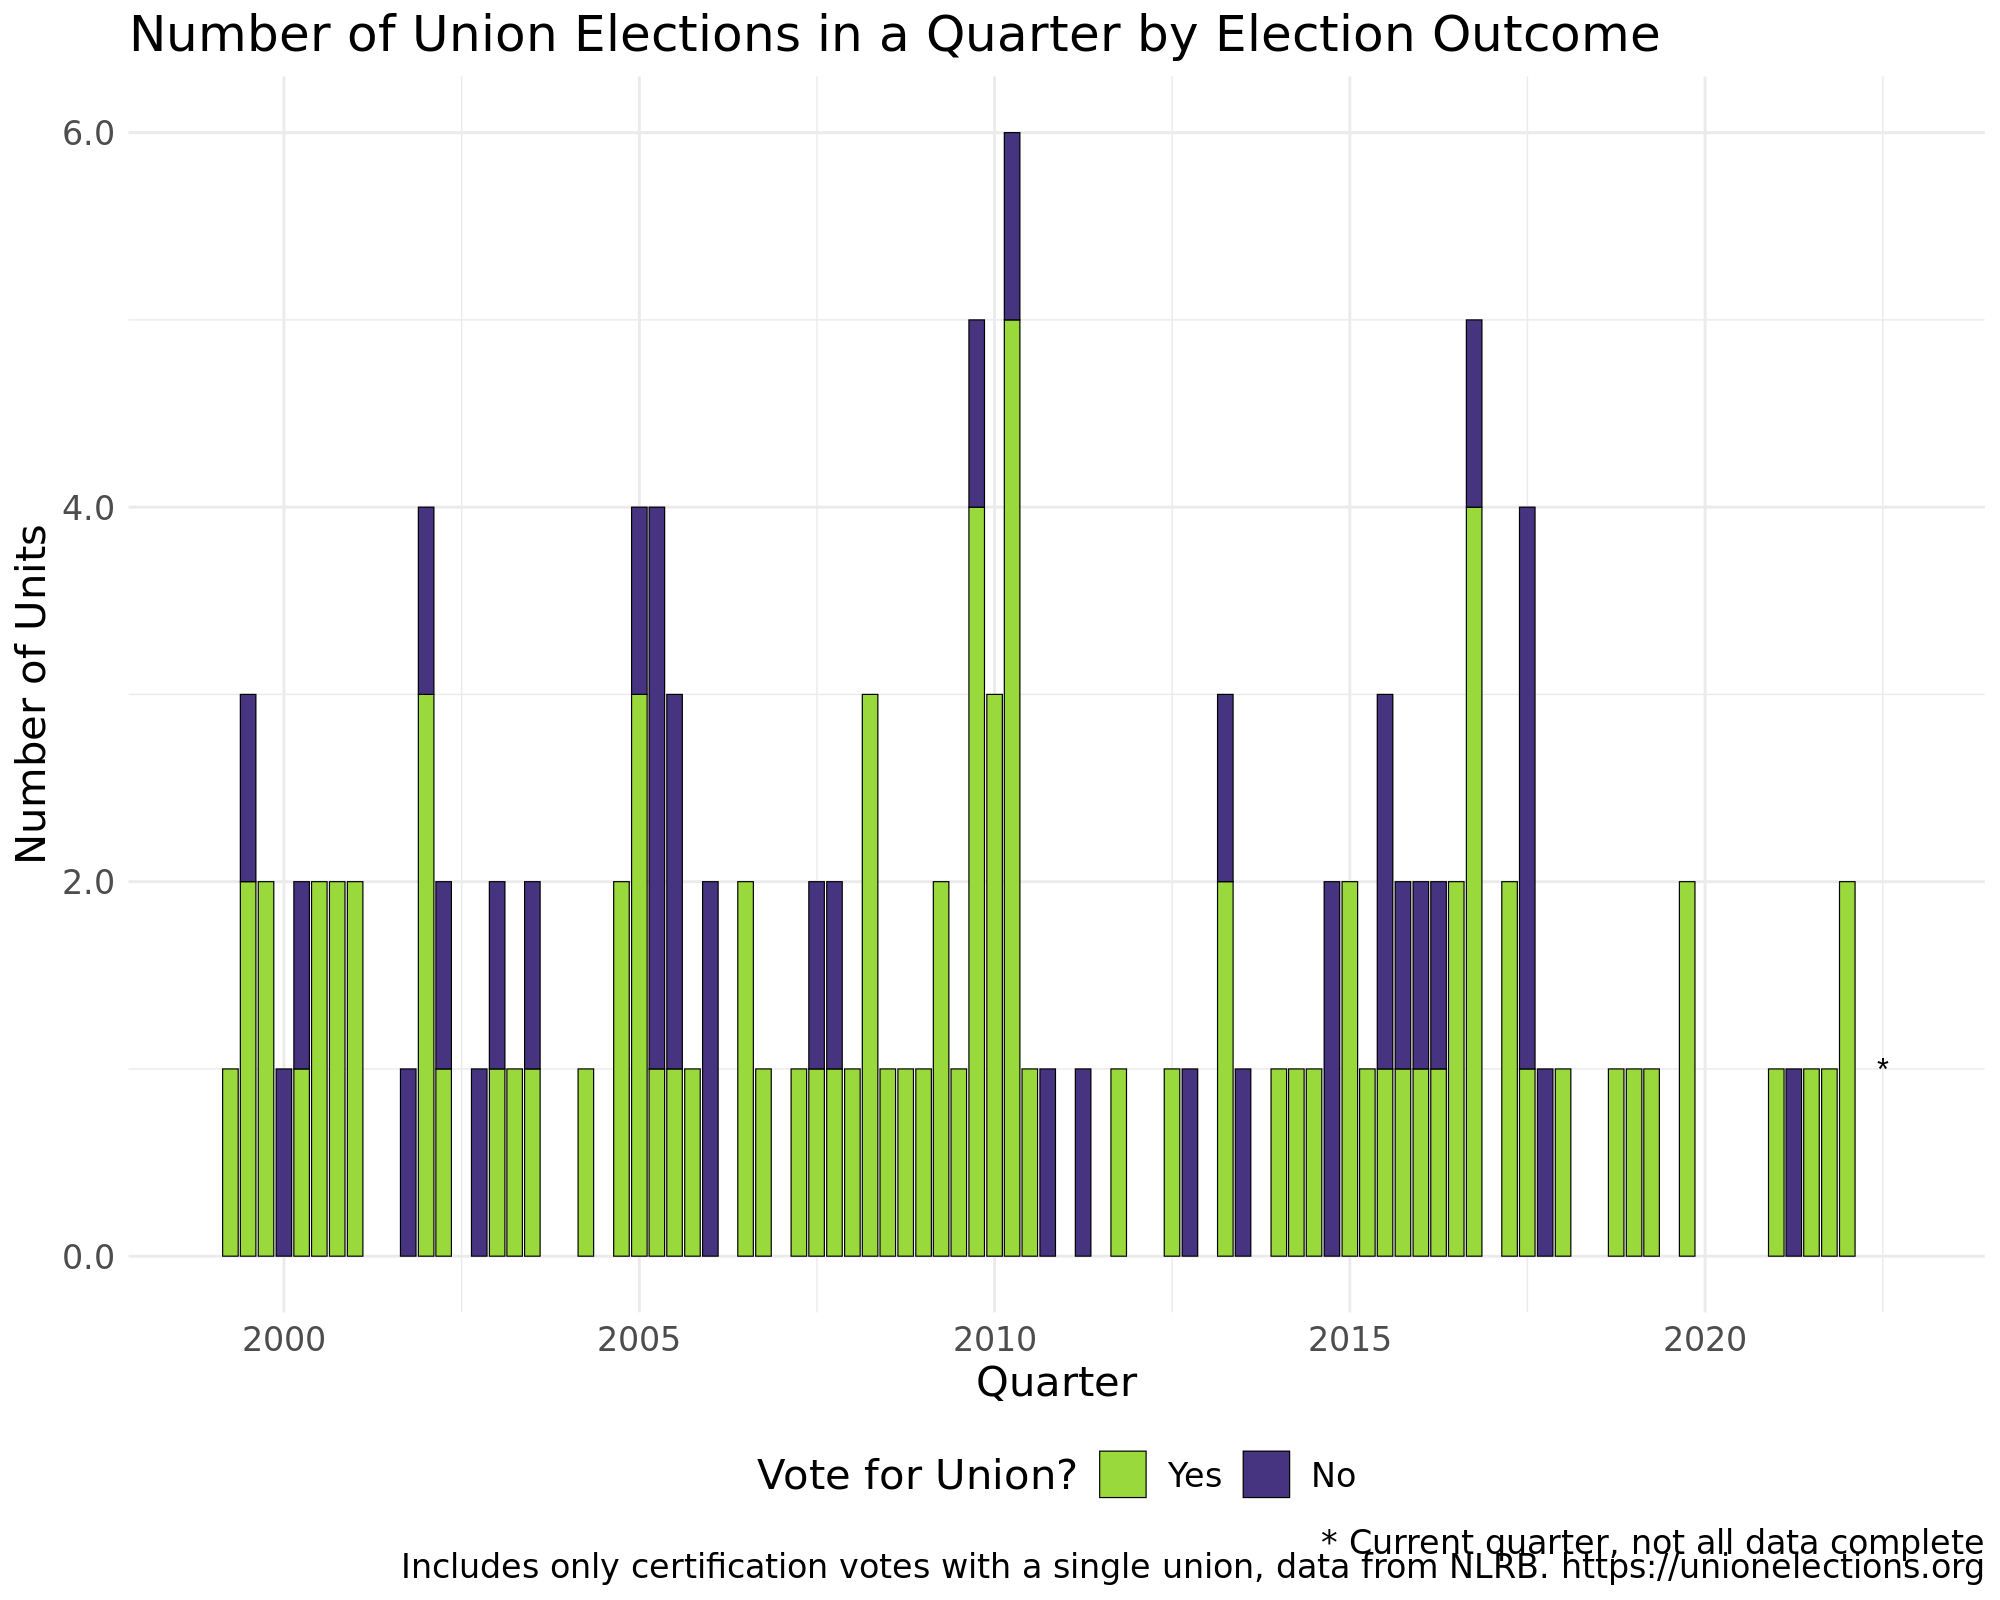 Number of Union Elections in a Quarter by Election Outcome
6.0
4.0
2.0
0.0
Number of Units
*
2000 2005 2010 2015 2020
Quarter
Vote for Union? Yes No
* Current quarter, not all data complete
Includes only certification votes with a single union, data from NLRB. https://unionelections.org